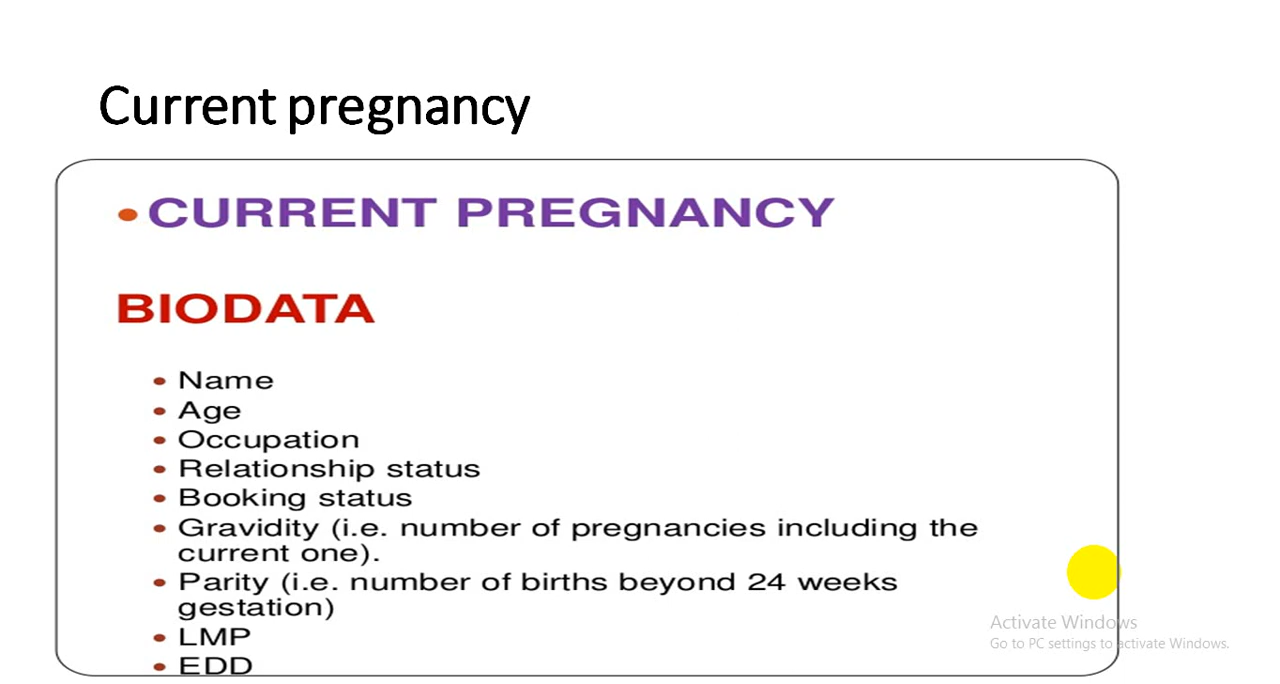 Current pregnancy
• CURRENT PREGNANCY
BIODATA
• Name
• Age
• Occupation
• Relationship status
• Booking status
• Gravidity (i.e. number of pregnancies including the
current one).
• Parity (i.e. number of births beyond 24 weeks
gestation)
• LMP
• EDD
Activate Windows
Go to PC settings to activate Windows.